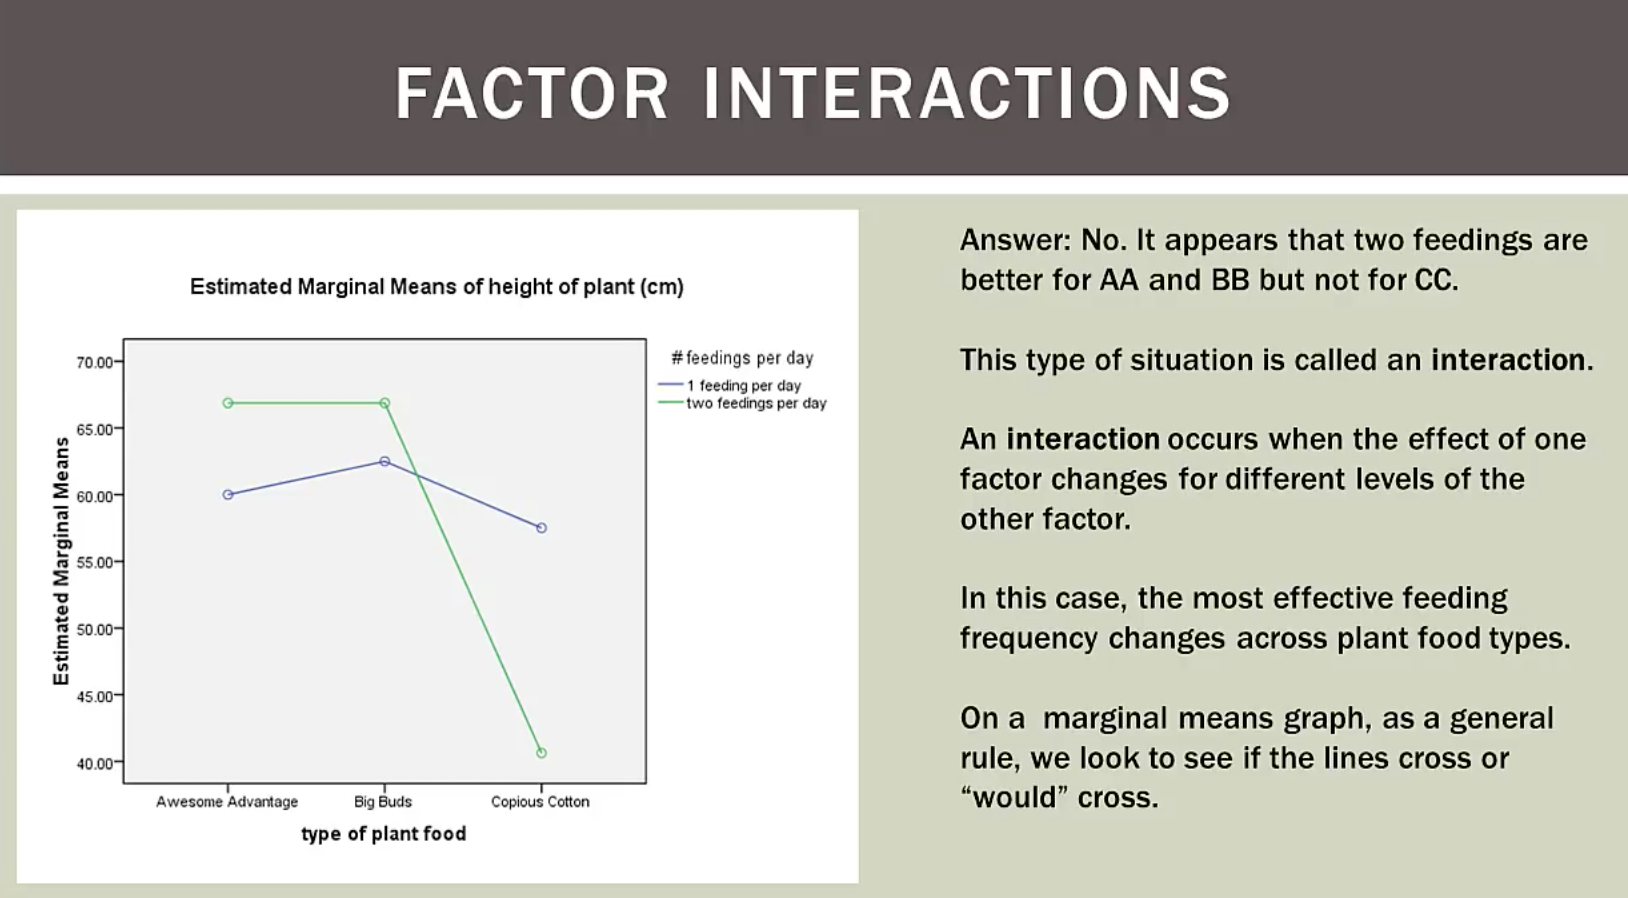 FACTOR INTERACTIONS
Estimated Marginal Means of height of plant (cm)
# feedings per day
1 feeding per day
two feedings per day
Estimated Marginal Means
70.00
65.00
60.00
55.00
50.00
45.00
40.00
Awesome Advantage
Big Buds
Copious Cotton
type of plant food
Answer: No. It appears that two feedings are
better for AA and BB but not for CC.
This type of situation is called an interaction.
An interaction occurs when the effect of one
factor changes for different levels of the
other factor.
In this case, the most effective feeding
frequency changes across plant food types.
On a  marginal means graph, as a general
rule, we look to see if the lines cross or
“would” cross.